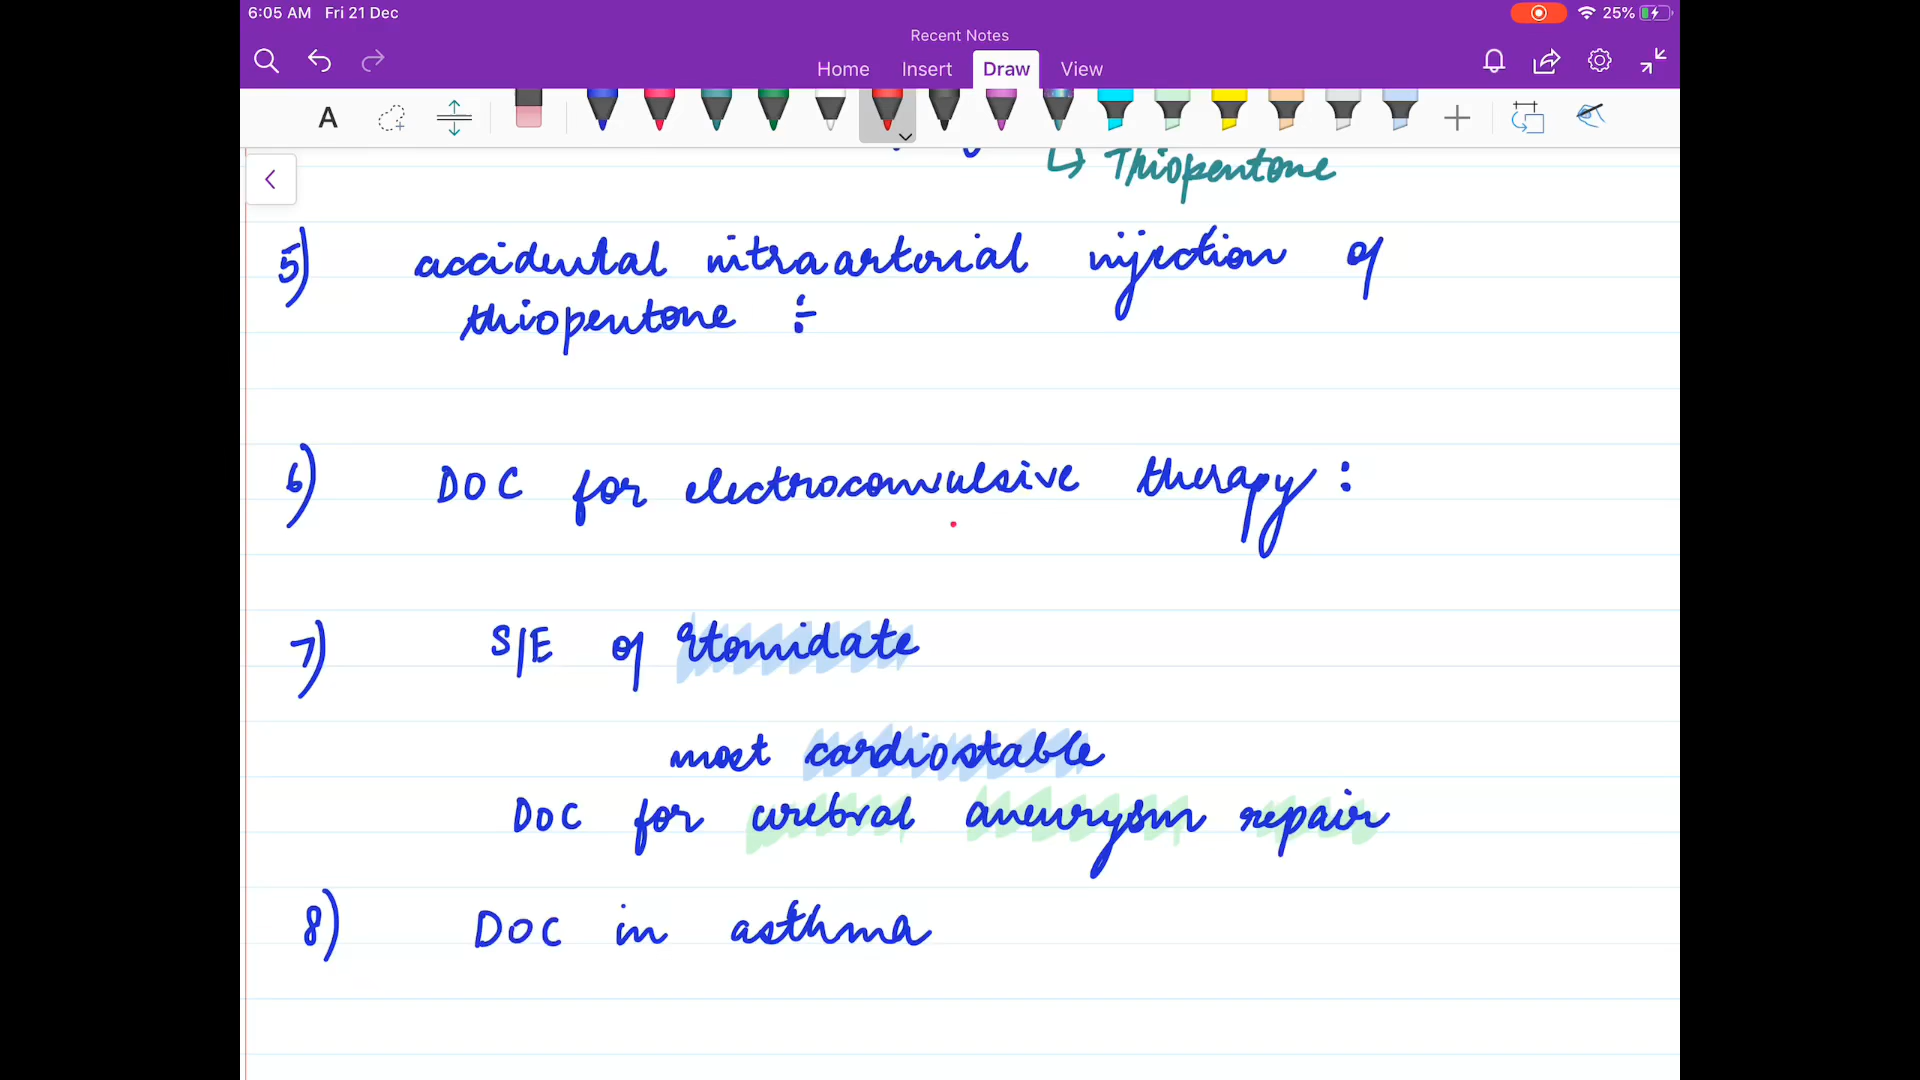 6:05 AM Fri 21 Dec
25%
Recent Notes
Home Insert Draw View
A
↳ Thiopentone
5) accidental intraarterial injection of
thiopentone ÷
6) DOC for electroconvulsive therapy :
7) S/E of Etomidate
most cardiostable
DOC for cerebral aneurysm repair
8) DOC in asthma